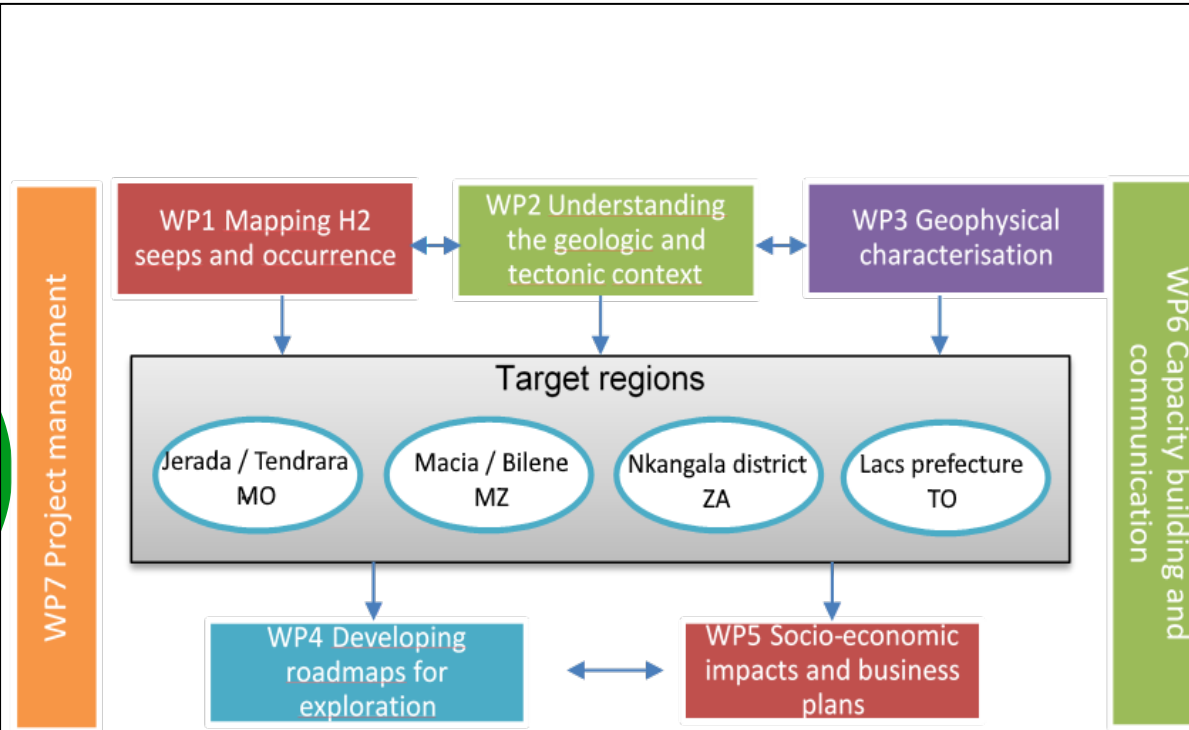 WP7 Project management
WP1 Mapping H2
seeps and occurrence
WP2 Understanding
the geologic and
tectonic context
WP3 Geophysical
characterisation
WP6 Capacity building and
communication
Target regions
Jerada / Tendrara
MO
Macia / Bilene
MZ
Nkangala district
ZA
Lacs prefecture
TO
WP4 Developing
roadmaps for
exploration
WP5 Socio-economic
impacts and business
plans